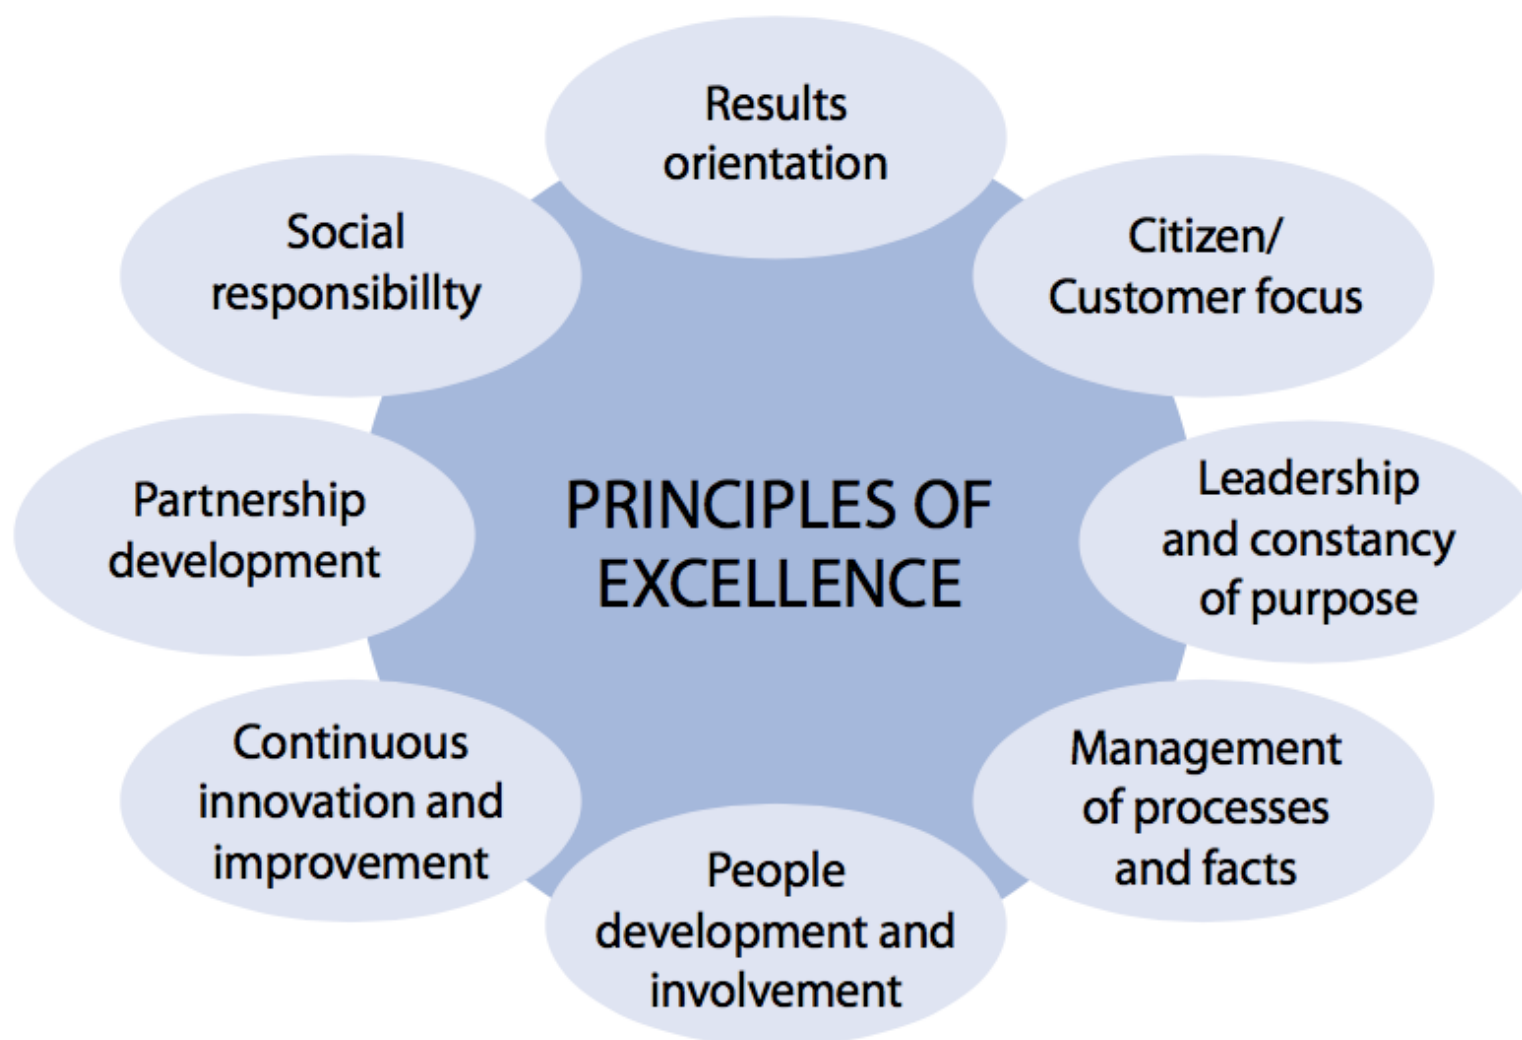 Results
orientation
Citizen/
Customer focus
Leadership
and constancy
of purpose
Management
of processes
and facts
People
development and
involvement
Continuous
innovation and
improvement
Partnership
development
Social
responsibillty
PRINCIPLES OF
EXCELLENCE